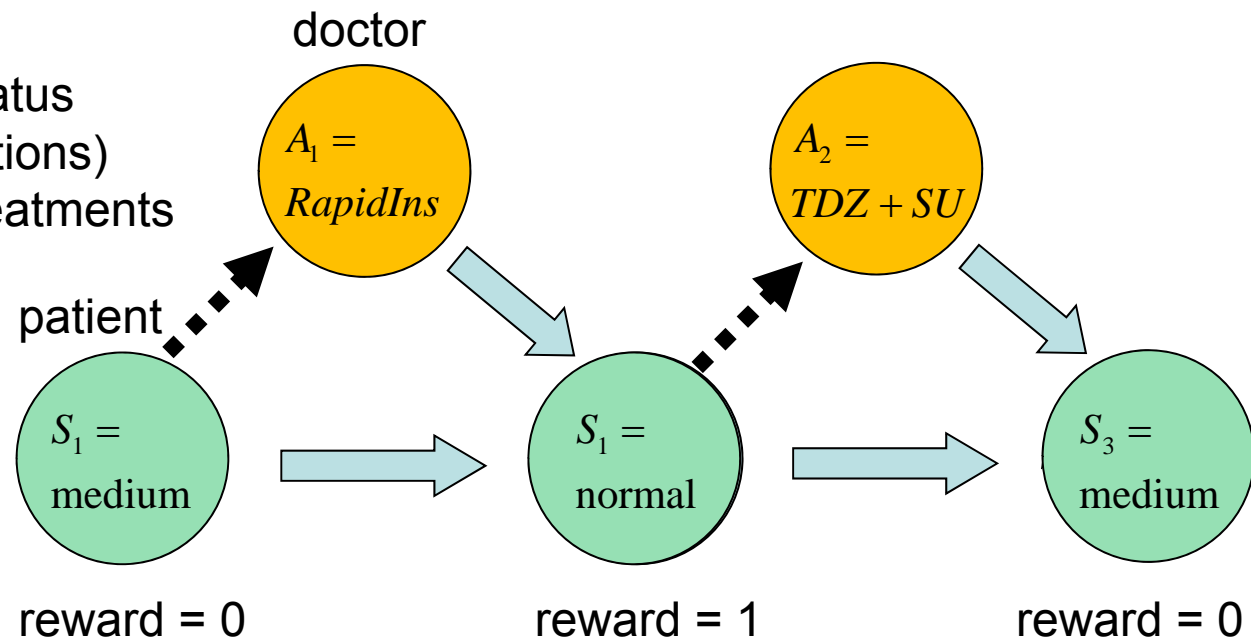 doctor
atus
tions)
eatments
A₁ =
RapidIns
A₂ =
TDZ + SU
patient
S₁ =
medium
S₁ =
normal
S₃ =
medium
reward = 0
reward = 1
reward = 0